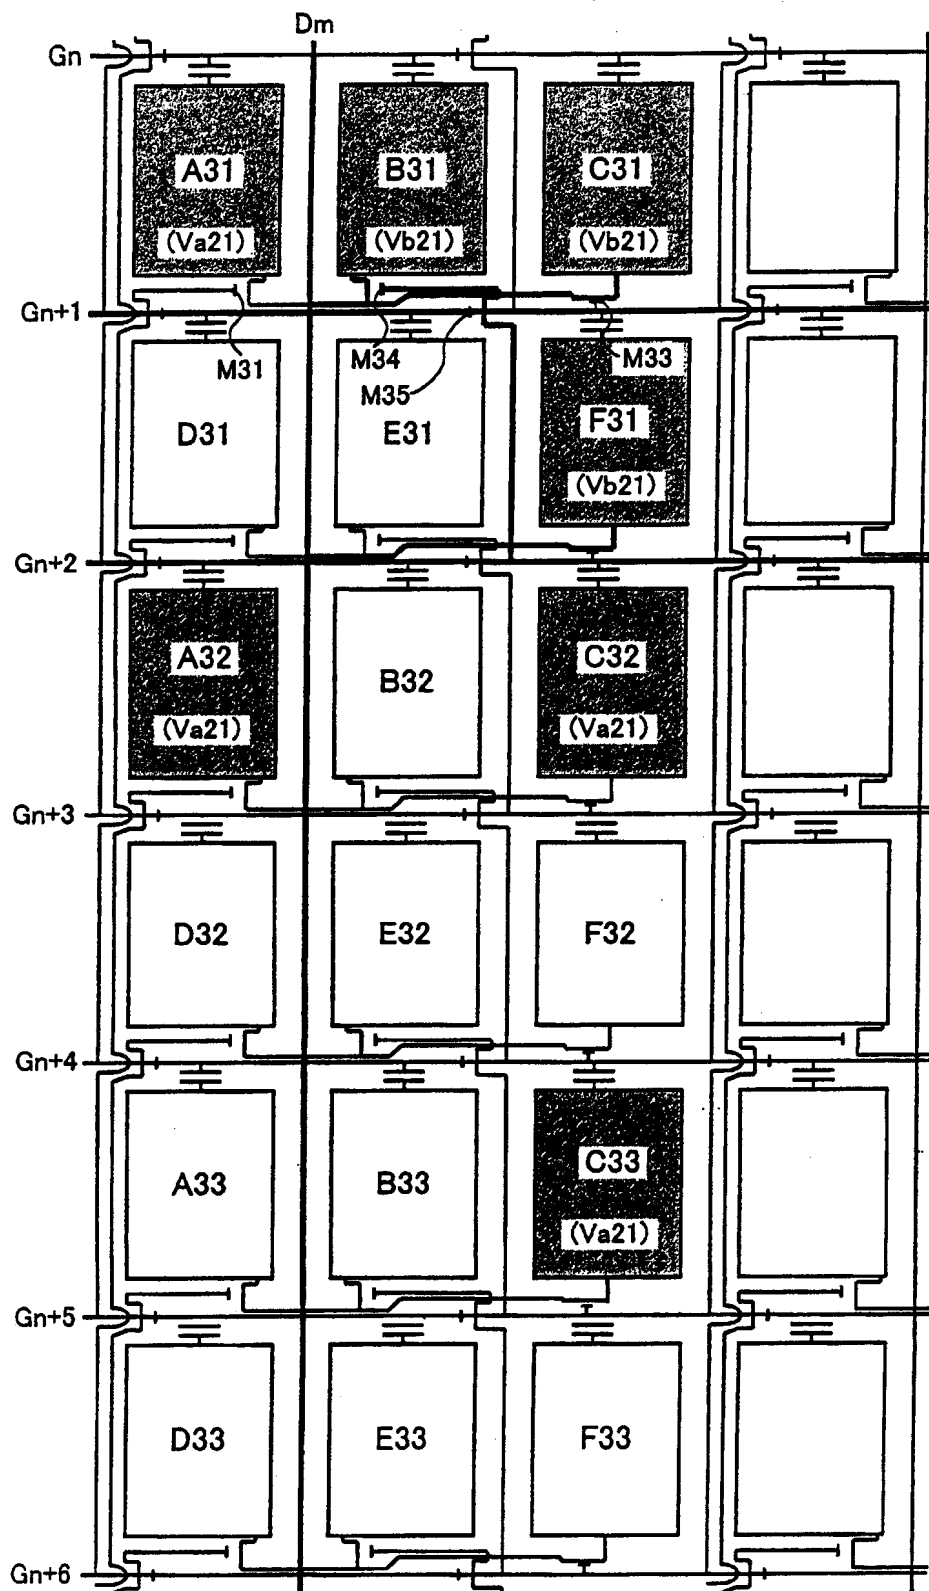 Dm
Gn
A31 B31 C31
(Va21) (Vb21) (Vb21)
Gn+1
M31 M34 M33
M35
D31 E31 F31
(Vb21)
Gn+2
A32 B32 C32
(Va21) (Va21)
Gn+3
D32 E32 F32
Gn+4
A33 B33 C33
(Va21)
Gn+5
D33 E33 F33
Gn+6